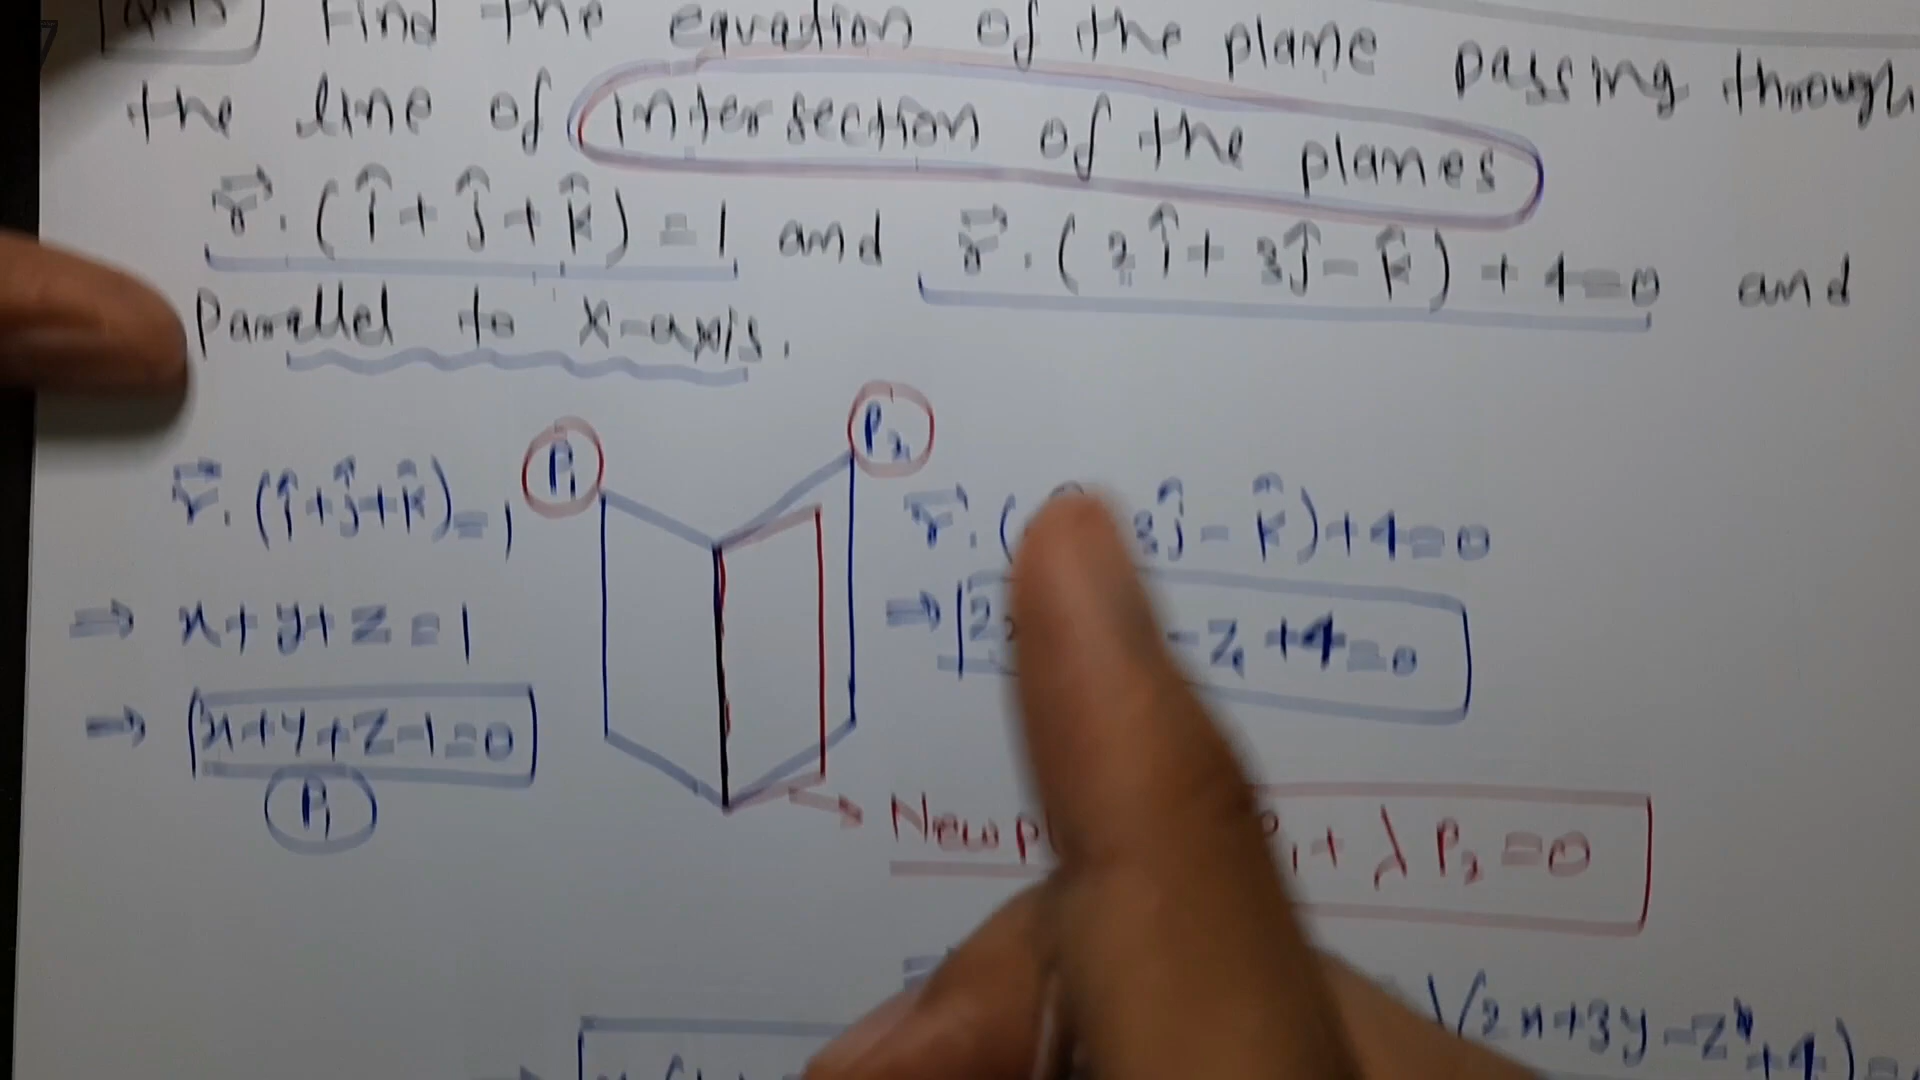 Find the equation of the plane passing through
the line of intersection of the planes
r⃗.(î+ĵ+k̂)=1 and r⃗.(2î+3ĵ-k̂)+4=0 and
Parallel to x-axis.
P₁
P₂
r⃗.(î+ĵ+k̂)=1
⇒ x+y+z=1
⇒ x+y+z-1=0
P₁
r⃗.( 3ĵ-k̂)+4=0
⇒ 2 -z+4=0
New + λP₂=0
(2x+3y-z+4)=